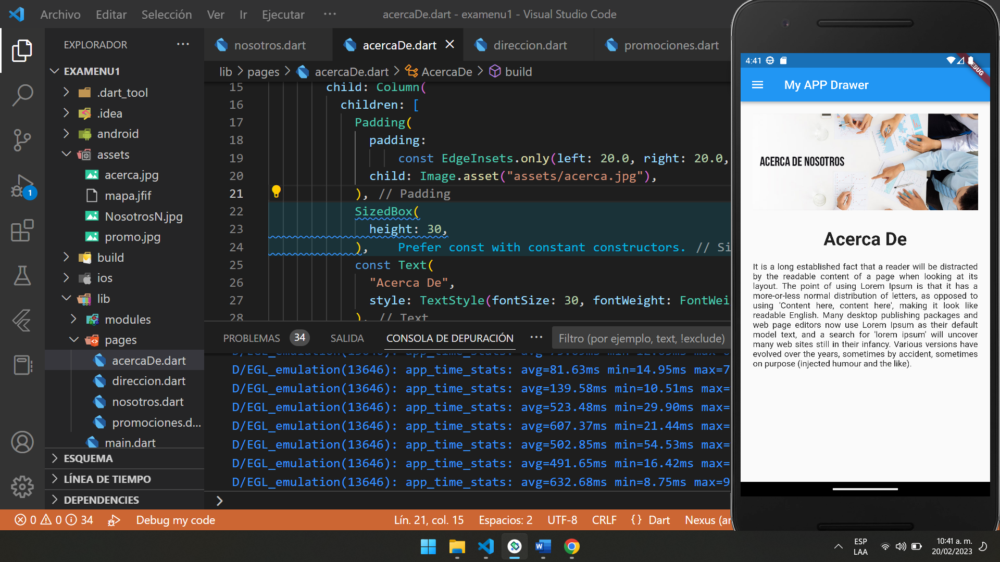 Archivo Editar Selección Ver Ir Ejecutar ··· acercaDe.dart - examenu1 - Visual Studio Code
EXPLORADOR ···
EXAMENU1
.dart_tool
.idea
android
assets
acerca.jpg
mapa.jfif
NosotrosN.jpg
promo.jpg
build
ios
lib
modules
pages
acercaDe.dart
direccion.dart
nosotros.dart
promociones.d...
main.dart
ESQUEMA
LÍNEA DE TIEMPO
DEPENDENCIES
1
nosotros.dart acercaDe.dart direccion.dart promociones.dart
lib > pages > acercaDe.dart > AcercaDe > build
15 child: Column(
16 children: [
17 Padding(
18 padding:
19 const EdgeInsets.only(left: 20.0, right: 20.0,
20 child: Image.asset("assets/acerca.jpg"),
21 ), // Padding
22 SizedBox(
23 height: 30,
24 ), Prefer const with constant constructors. // Si
25 const Text(
26 "Acerca De",
27 style: TextStyle(fontSize: 30, fontWeight: FontWei
28 ), // Text
PROBLEMAS 34 SALIDA CONSOLA DE DEPURACIÓN ··· Filtro (por ejemplo, text, !exclude)
D/EGL_emulation(13646): app_time_stats: avg=81.63ms min=14.95ms max=7
D/EGL_emulation(13646): app_time_stats: avg=139.58ms min=10.51ms max=
D/EGL_emulation(13646): app_time_stats: avg=523.48ms min=29.90ms max=
D/EGL_emulation(13646): app_time_stats: avg=607.37ms min=21.44ms max=
D/EGL_emulation(13646): app_time_stats: avg=502.85ms min=54.53ms max=
D/EGL_emulation(13646): app_time_stats: avg=491.65ms min=16.42ms max=
D/EGL_emulation(13646): app_time_stats: avg=632.68ms min=8.75ms max=9
>
0 0 34 Debug my code Lín. 21, col. 15 Espacios: 2 UTF-8 CRLF {} Dart Nexus (ar
4:41
My APP Drawer
ACERCA DE NOSOTROS
Acerca De
It is a long established fact that a reader will be distracted
by the readable content of a page when looking at its
layout. The point of using Lorem Ipsum is that it has a
more-or-less normal distribution of letters, as opposed to
using 'Content here, content here', making it look like
readable English. Many desktop publishing packages and
web page editors now use Lorem Ipsum as their default
model text, and a search for 'lorem ipsum' will uncover
many web sites still in their infancy. Various versions have
evolved over the years, sometimes by accident, sometimes
on purpose (injected humour and the like).
ESP
LAA
10:41 a. m.
20/02/2023